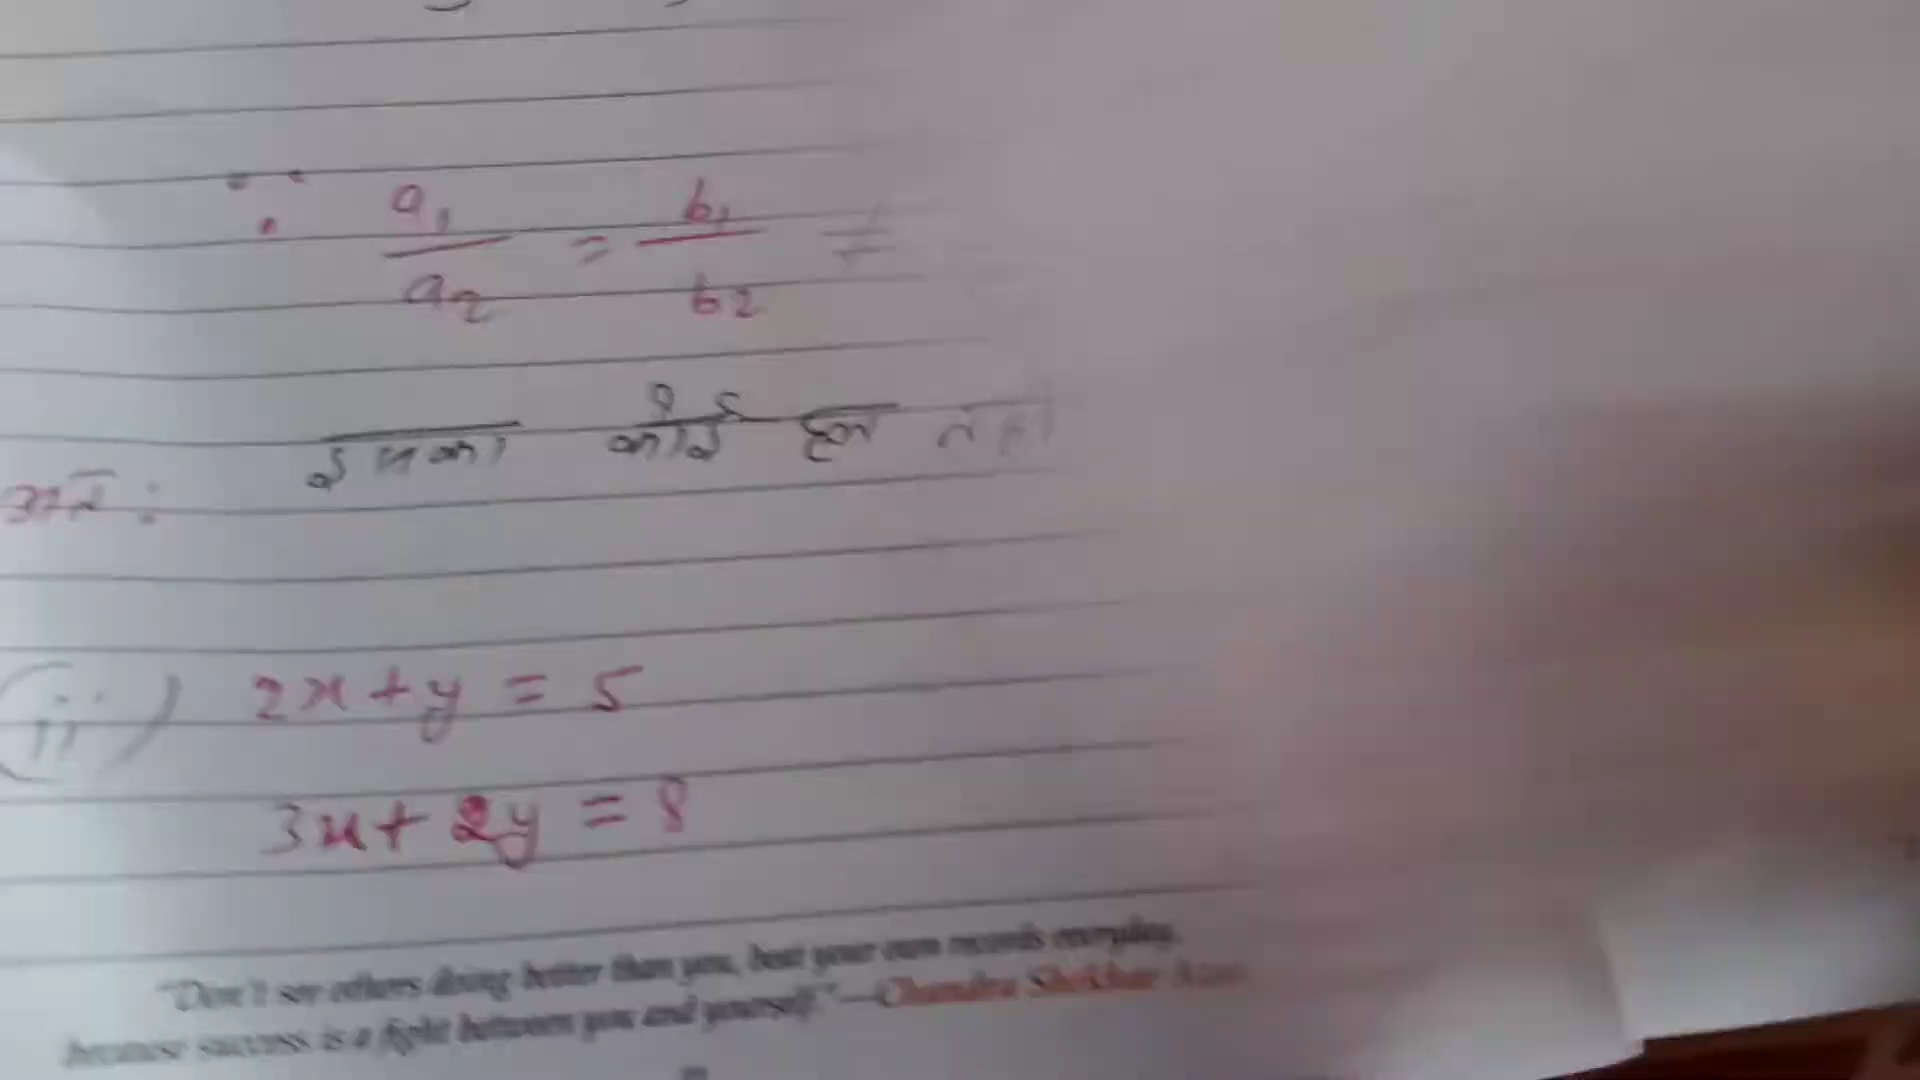 ∵ a₁/a₂ = b₁/b₂ ≠
अतः इसका कोई हल नहीं
(ii) 2x + y = 5
3x + 2y = 8
"Don't see others doing better than you, beat your own records everyday,
because success is a fight between you and yourself." —Chandra Shekhar Azad